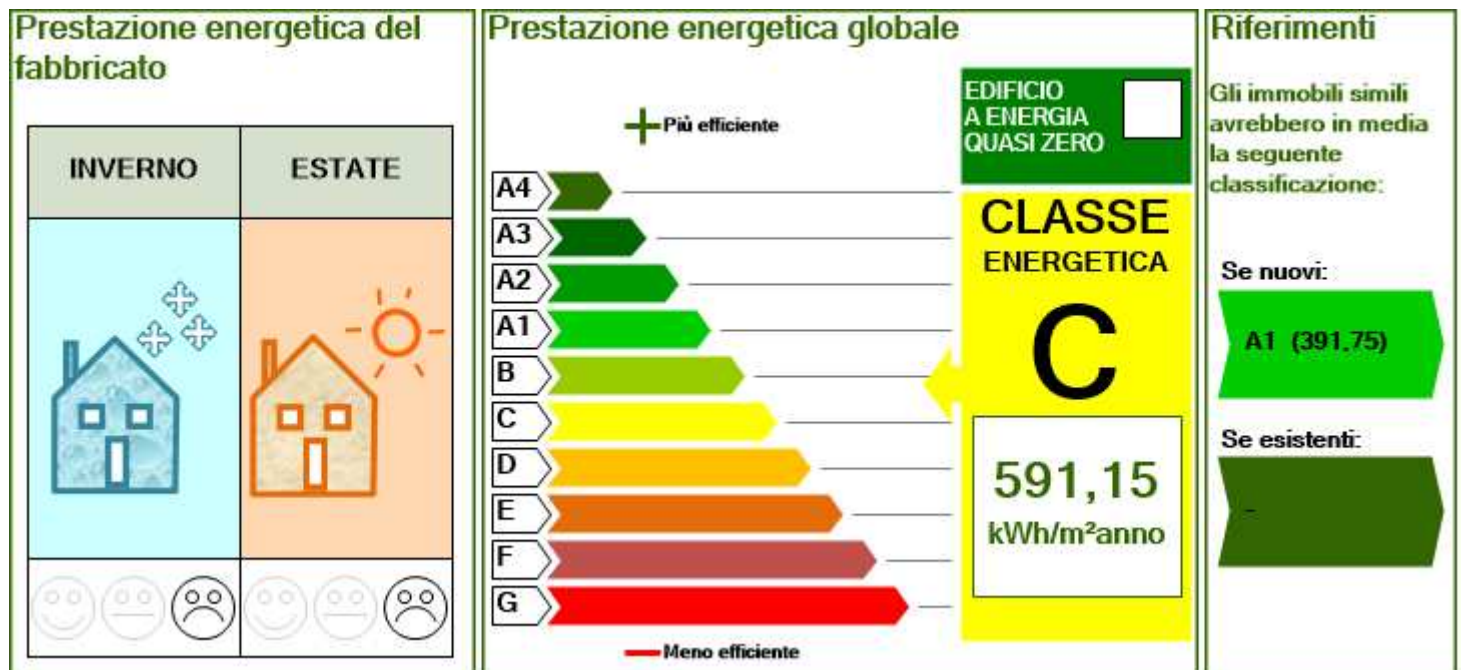 Prestazione energetica del
fabbricato
INVERNO
ESTATE
Prestazione energetica globale
Più efficiente
A4
A3
A2
A1
B
C
D
E
F
G
Meno efficiente
EDIFICIO
A ENERGIA
QUASI ZERO
CLASSE
ENERGETICA
C
591,15
kWh/m²anno
Riferimenti
Gli immobili simili
avrebbero in media
la seguente
classificazione:
Se nuovi:
A1 (391,75)
Se esistenti:
-